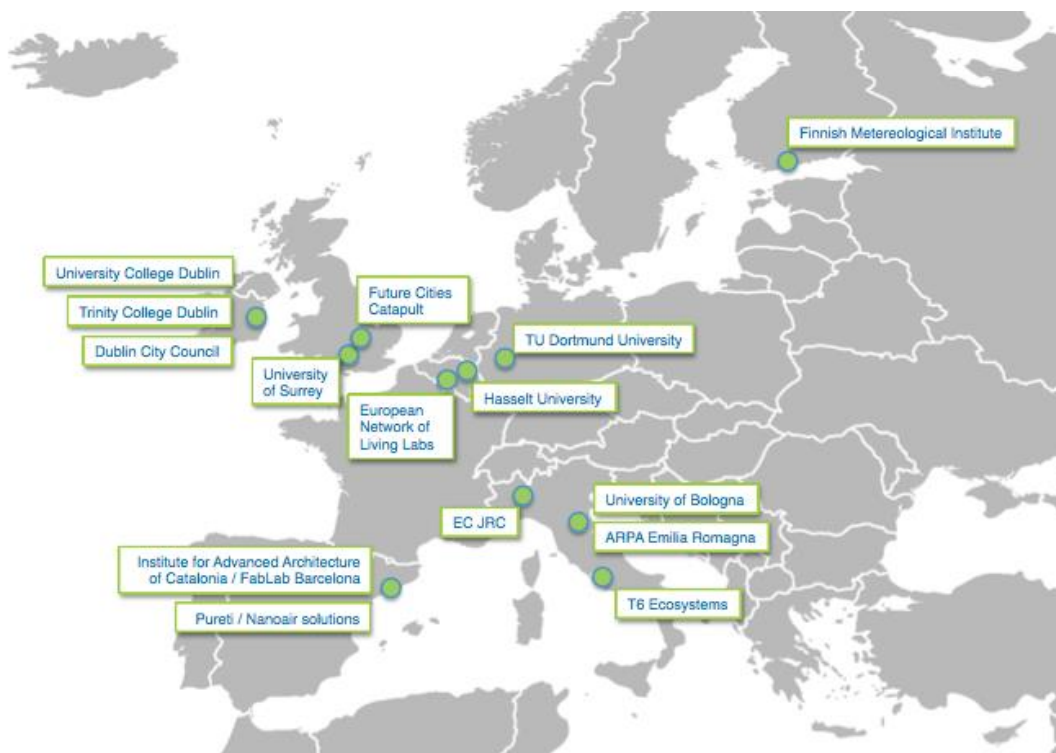 Finnish Metereological Institute
University College Dublin
Trinity College Dublin
Dublin City Council
Future Cities
Catapult
University
of Surrey
TU Dortmund University
Hasselt University
European
Network of
Living Labs
EC JRC
University of Bologna
ARPA Emilia Romagna
T6 Ecosystems
Institute for Advanced Architecture
of Catalonia / FabLab Barcelona
Pureti / Nanoair solutions